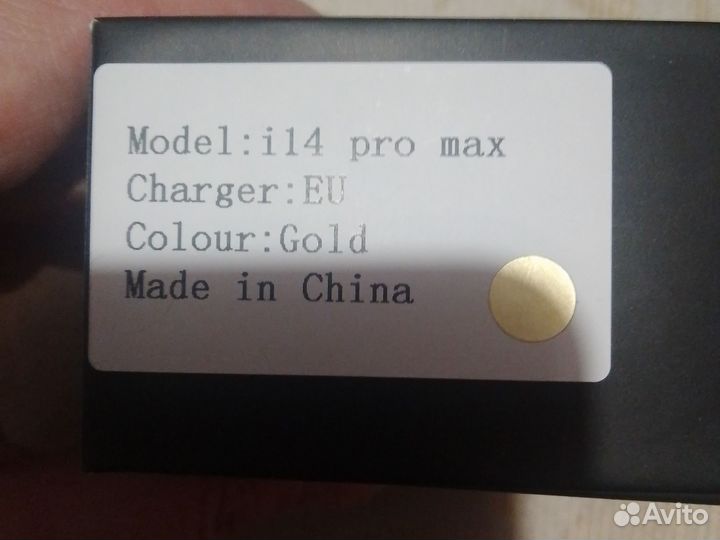 Model:i14 pro max
Charger:EU
Colour:Gold
Made in China
Avito